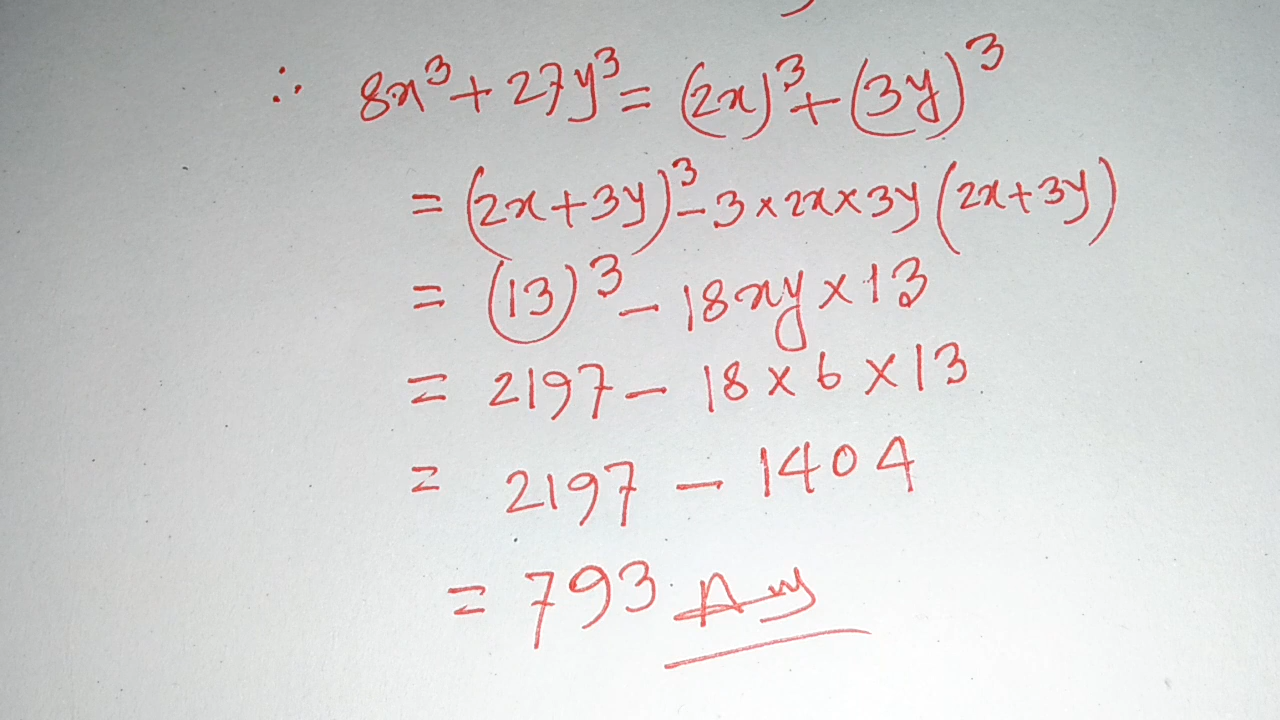 ∴ 8x³ + 27y³ = (2x)³ + (3y)³
= (2x+3y)³ - 3 × 2x × 3y (2x+3y)
= (13)³ - 18xy × 13
= 2197 - 18 × 6 × 13
= 2197 - 1404
= 793 Ans